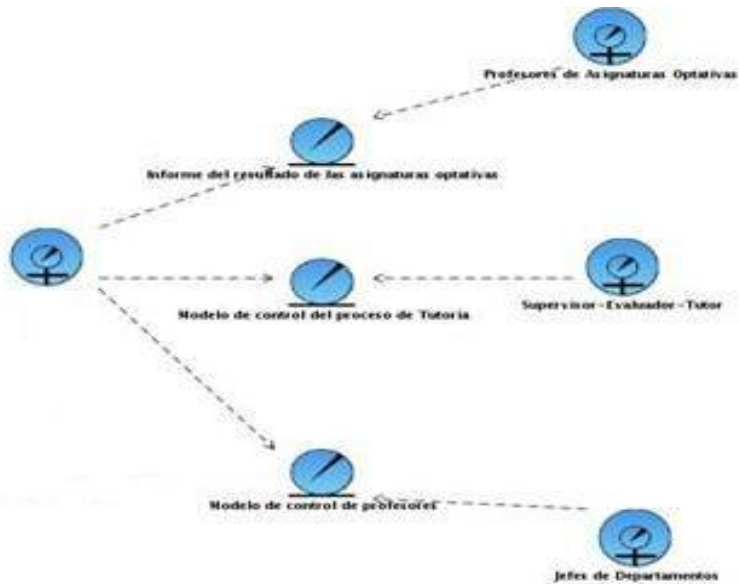 Profesores de Asignaturas Optativas
Informe del resultado de las asignaturas optativas
Modelo de control del proceso de Tutoria
Supervisor-Evaluador-Tutor
Modelo de control de profesores
Jefes de Departamentos